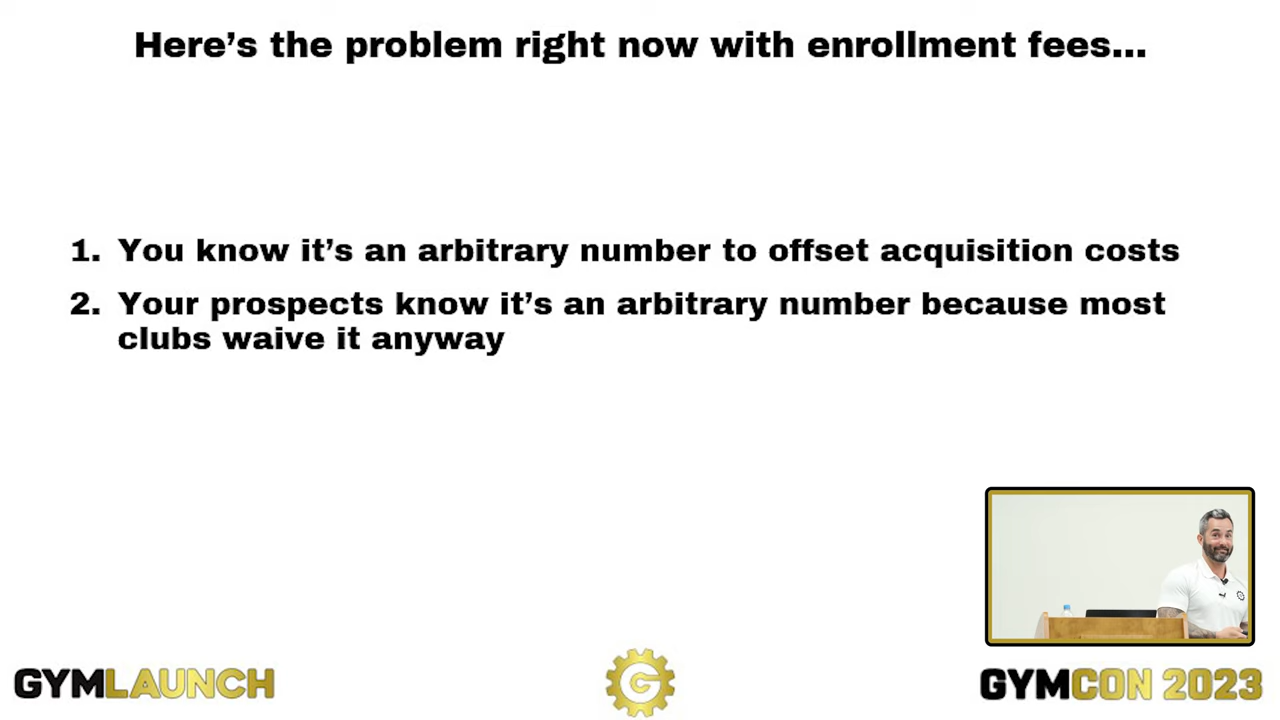 Here’s the problem right now with enrollment fees...
1. You know it’s an arbitrary number to offset acquisition costs
2. Your prospects know it’s an arbitrary number because most
clubs waive it anyway
GYMLAUNCH
G
GYMCON 2023